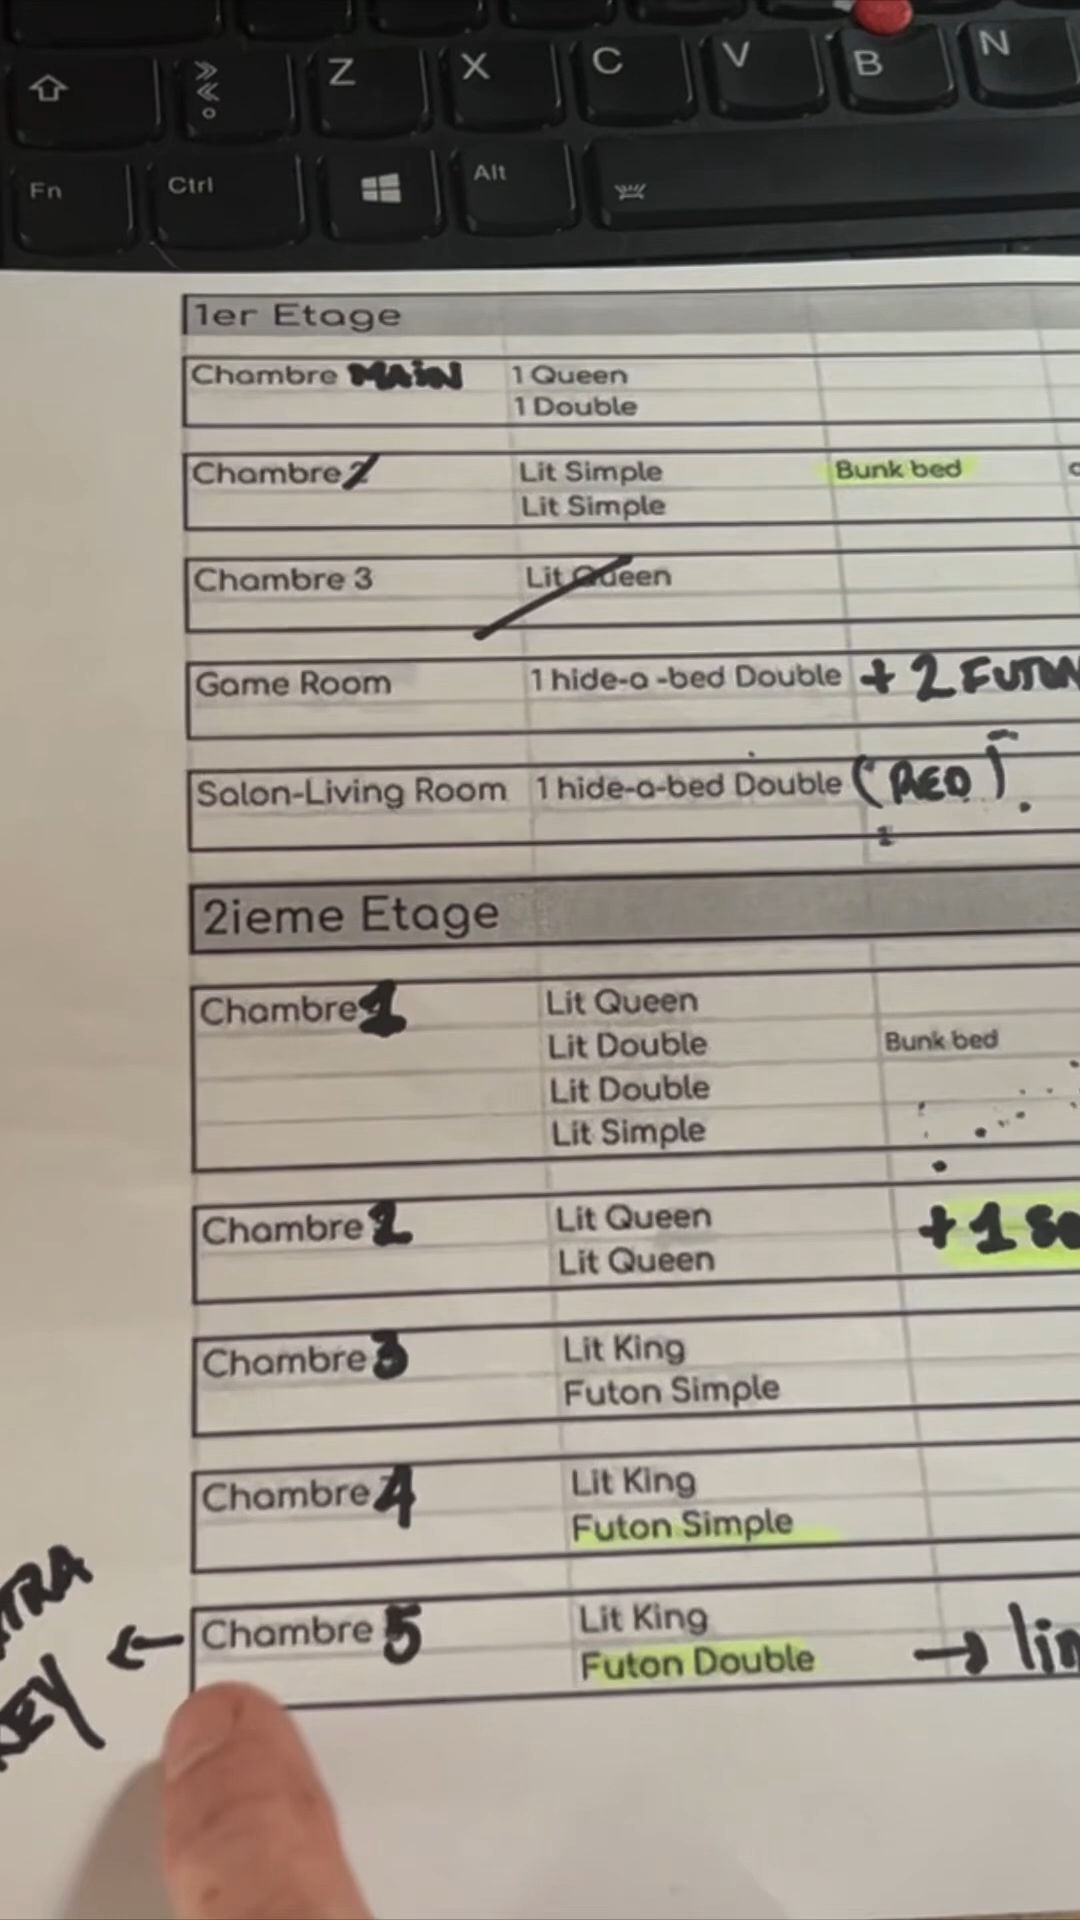 Z X C V B N
Fn Ctrl Alt
1er Etage
Chambre MAIN 1 Queen
1 Double
Chambre 2 Lit Simple Bunk bed
Lit Simple
Chambre 3 Lit Queen
Game Room 1 hide-a -bed Double + 2 FUTON
Salon-Living Room 1 hide-a-bed Double (RED)
2ieme Etage
Chambre 1 Lit Queen
Lit Double Bunk bed
Lit Double
Lit Simple
Chambre 2 Lit Queen + 1
Lit Queen
Chambre 3 Lit King
Futon Simple
Chambre 4 Lit King
Futon Simple
Chambre 5 Lit King
Futon Double